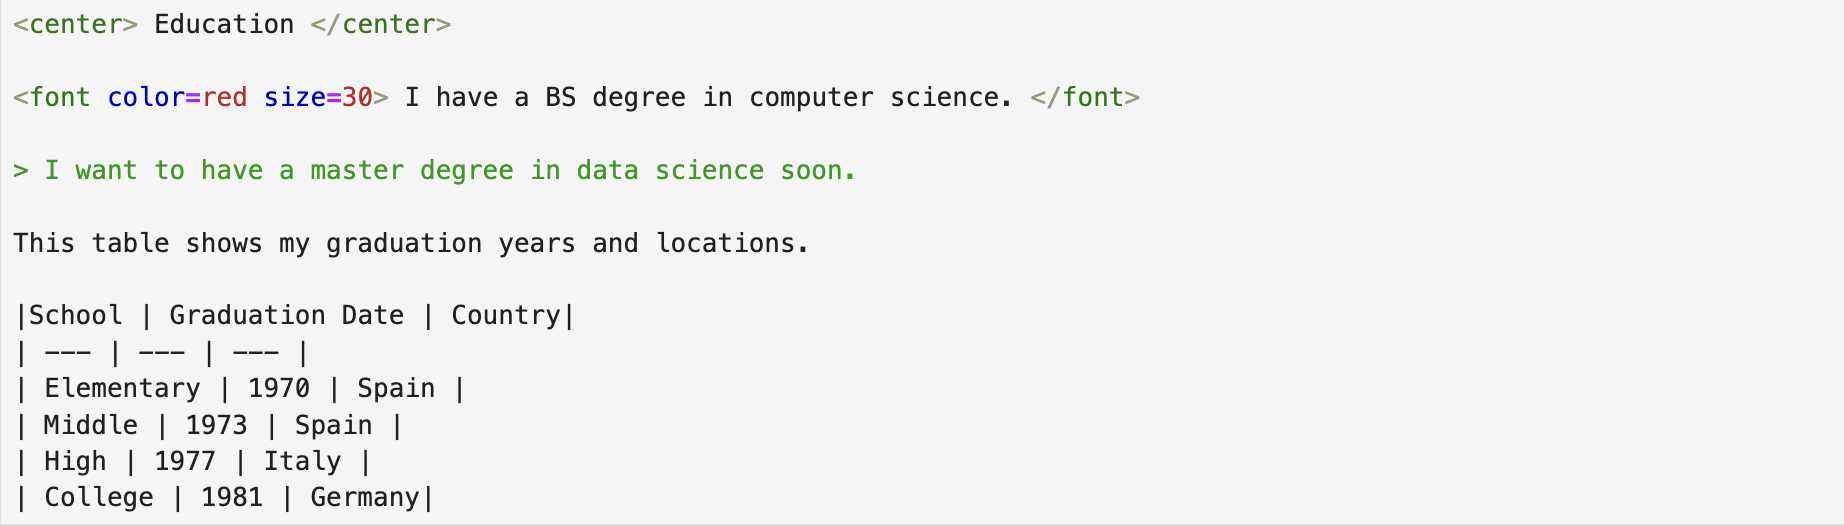 <center> Education </center>
<font color=red size=30> I have a BS degree in computer science. </font>
> I want to have a master degree in data science soon.
This table shows my graduation years and locations.
|School | Graduation Date | Country|
| --- | --- | --- |
| Elementary | 1970 | Spain |
| Middle | 1973 | Spain |
| High | 1977 | Italy |
| College | 1981 | Germany|